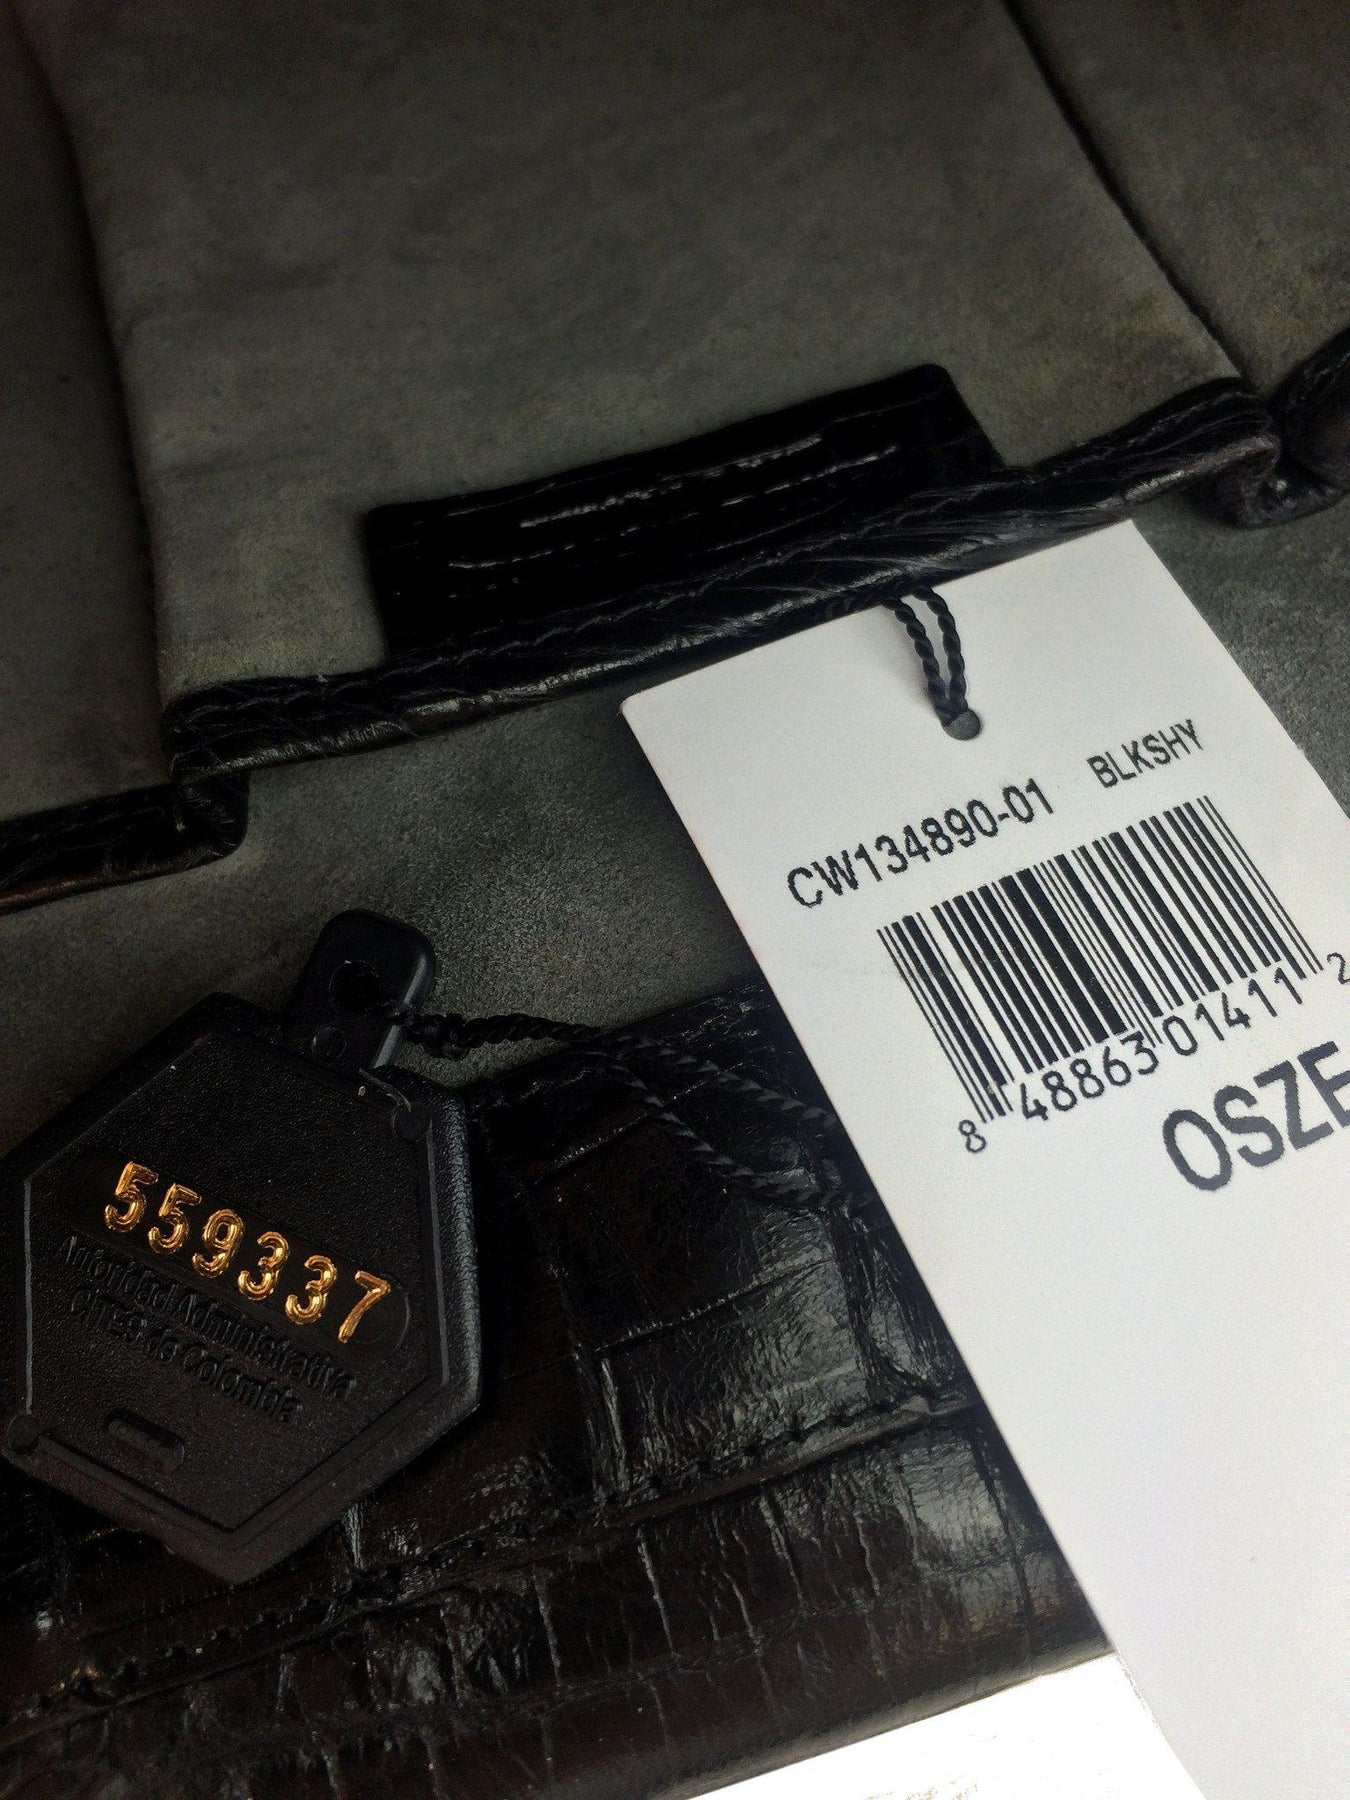 CW134890-01 BLKSHY
8 48863 01411 2
OSZE
559337
Autoridad Administrativa
CITES de Colombia